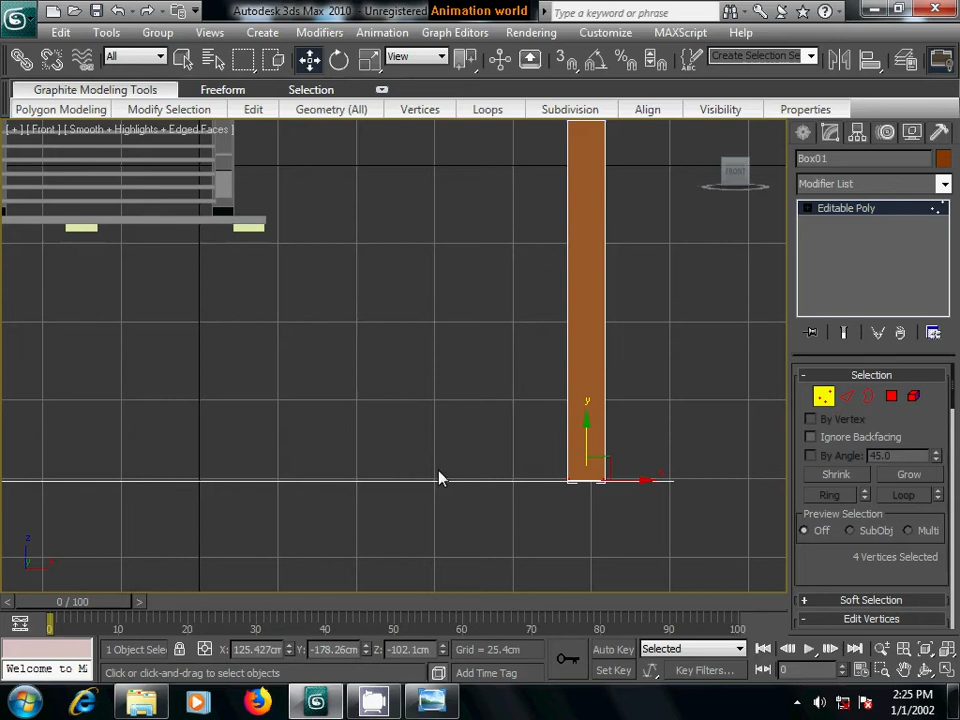 Autodesk 3ds Max 2010 - Unregistered Animation world
Type a keyword or phrase
Edit Tools Group Views Create Modifiers Animation Graph Editors Rendering Customize MAXScript Help
All View Create Selection Se
Graphite Modeling Tools Freeform Selection
Polygon Modeling Modify Selection Edit Geometry (All) Vertices Loops Subdivision Align Visibility Properties
[ + ] [ Front ] [ Smooth + Highlights + Edged Faces ]
FRONT
Box01
Modifier List
Editable Poly
Selection
By Vertex
Ignore Backfacing
By Angle: 45.0
Shrink Grow
Ring Loop
Preview Selection
Off SubObj Multi
4 Vertices Selected
Soft Selection
Edit Vertices
y
x
z
y x
0 / 100
0 10 20 30 40 50 60 70 80 90 100
1 Object Selec X: 125.427cm Y: -178.26cm Z: -102.1cm Grid = 25.4cm Auto Key Selected
Welcome to M Click or click-and-drag to select objects Add Time Tag Set Key Key Filters... 0
2:25 PM
1/1/2002